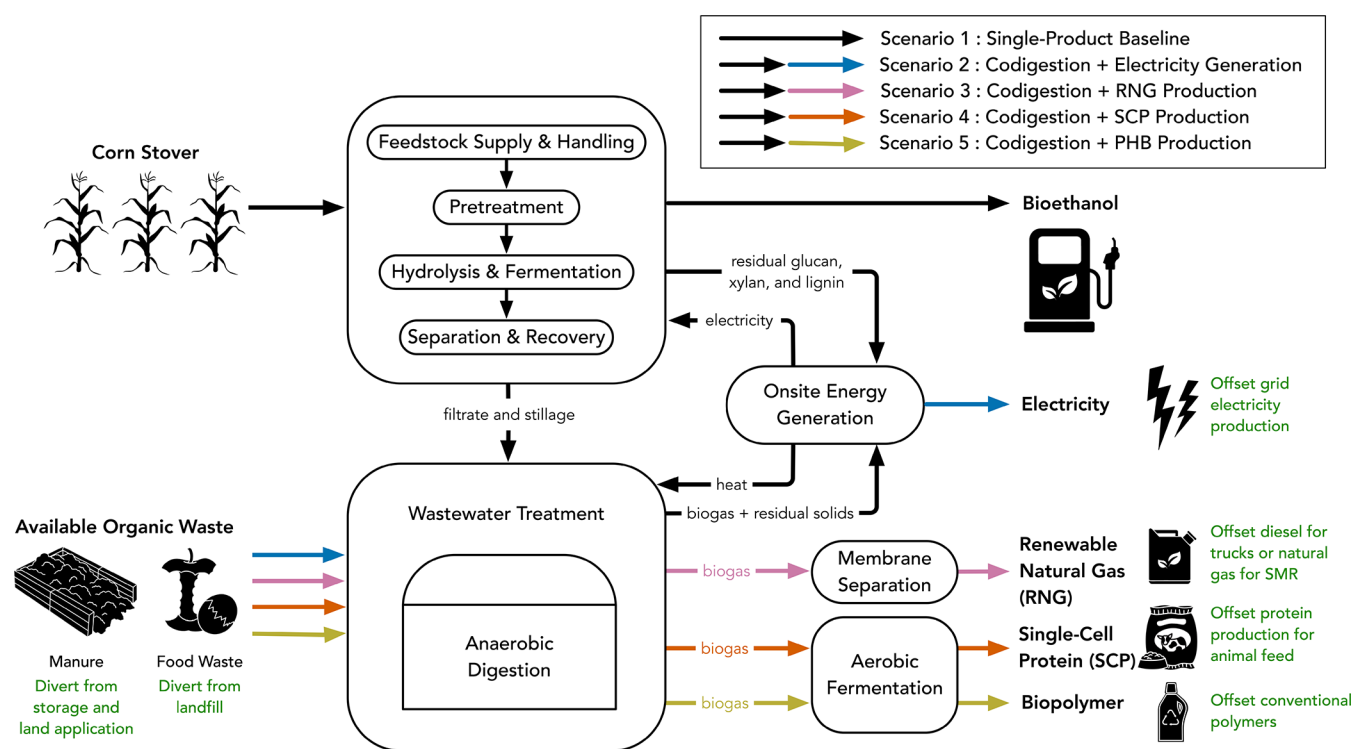 Scenario 1 : Single-Product Baseline
Scenario 2 : Codigestion + Electricity Generation
Scenario 3 : Codigestion + RNG Production
Scenario 4 : Codigestion + SCP Production
Scenario 5 : Codigestion + PHB Production
Corn Stover
Feedstock Supply & Handling
Pretreatment
Hydrolysis & Fermentation
Separation & Recovery
Bioethanol
residual glucan,
xylan, and lignin
electricity
Onsite Energy
Generation
Electricity
Offset grid
electricity
production
filtrate and stillage
heat
biogas + residual solids
Wastewater Treatment
Anaerobic
Digestion
Available Organic Waste
Manure
Divert from
storage and
land application
Food Waste
Divert from
landfill
biogas
Membrane
Separation
Renewable
Natural Gas
(RNG)
Offset diesel for
trucks or natural
gas for SMR
biogas
Aerobic
Fermentation
Single-Cell
Protein (SCP)
Offset protein
production for
animal feed
biogas
Biopolymer
Offset conventional
polymers